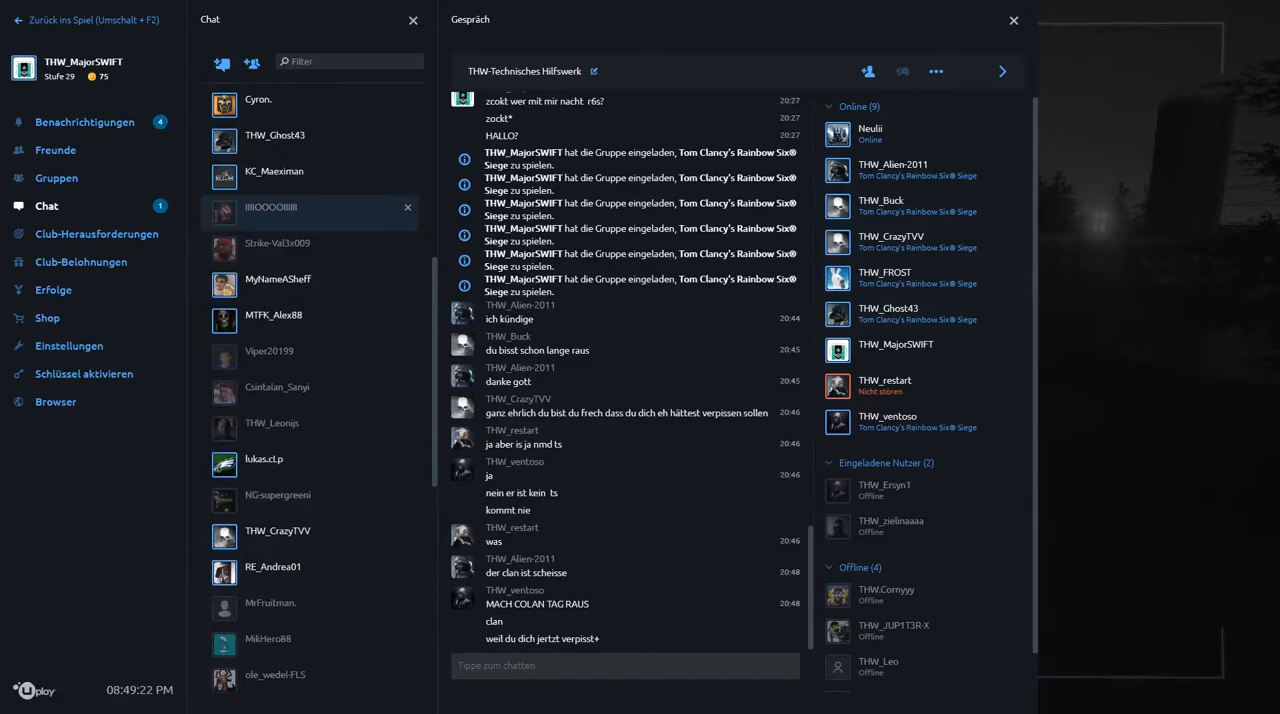 Zurück ins Spiel (Umschalt + F2)
THW_MajorSWIFT
Stufe 29 75
Benachrichtigungen 4
Freunde
Gruppen
Chat 1
Club-Herausforderungen
Club-Belohnungen
Erfolge
Shop
Einstellungen
Schlüssel aktivieren
Browser
uplay
08:49:22 PM
Chat
Filter
Cyron.
THW_Ghost43
KC_Maeximan
Strike-Val3x009
MyNameASheff
MTFK_Alex88
Viper20199
Csintalan_Sanyi
THW_Leonijs
lukas.cLp
NG-supergreeni
THW_CrazyTVV
RE_Andrea01
MrFruitman.
MikHero88
ole_wedel-FLS
Gespräch
THW-Technisches Hilfswerk
zcokt wer mit mir nacht r6s? 20:27
zockt* 20:27
HALLO? 20:27
THW_MajorSWIFT hat die Gruppe eingeladen, Tom Clancy's Rainbow Six®
Siege zu spielen.
THW_MajorSWIFT hat die Gruppe eingeladen, Tom Clancy's Rainbow Six®
Siege zu spielen.
THW_MajorSWIFT hat die Gruppe eingeladen, Tom Clancy's Rainbow Six®
Siege zu spielen.
THW_MajorSWIFT hat die Gruppe eingeladen, Tom Clancy's Rainbow Six®
Siege zu spielen.
THW_MajorSWIFT hat die Gruppe eingeladen, Tom Clancy's Rainbow Six®
Siege zu spielen.
THW_MajorSWIFT hat die Gruppe eingeladen, Tom Clancy's Rainbow Six®
Siege zu spielen.
THW_Alien-2011
ich kündige 20:44
THW_Buck
du bisst schon lange raus 20:45
THW_Alien-2011
danke gott 20:45
THW_CrazyTVV
ganz ehrlich du bist du frech dass du dich eh hättest verpissen sollen 20:46
THW_restart
ja aber is ja nmd ts 20:46
THW_ventoso
ja 20:46
nein er ist kein ts
kommt nie
THW_restart
was 20:46
THW_Alien-2011
der clan ist scheisse 20:48
THW_ventoso
MACH COLAN TAG RAUS 20:48
clan
weil du dich jertzt verpisst+
Tippe zum chatten
Online (9)
Neulii
Online
THW_Alien-2011
Tom Clancy's Rainbow Six® Siege
THW_Buck
Tom Clancy's Rainbow Six® Siege
THW_CrazyTVV
Tom Clancy's Rainbow Six® Siege
THW_FROST
Tom Clancy's Rainbow Six® Siege
THW_Ghost43
Tom Clancy's Rainbow Six® Siege
THW_MajorSWIFT
THW_restart
Nicht stören
THW_ventoso
Tom Clancy's Rainbow Six® Siege
Eingeladene Nutzer (2)
THW_Ersyn1
Offline
THW_zielinaaaa
Offline
Offline (4)
THW.Cornyyy
Offline
THW_JUP1T3R-X
Offline
THW_Leo
Offline